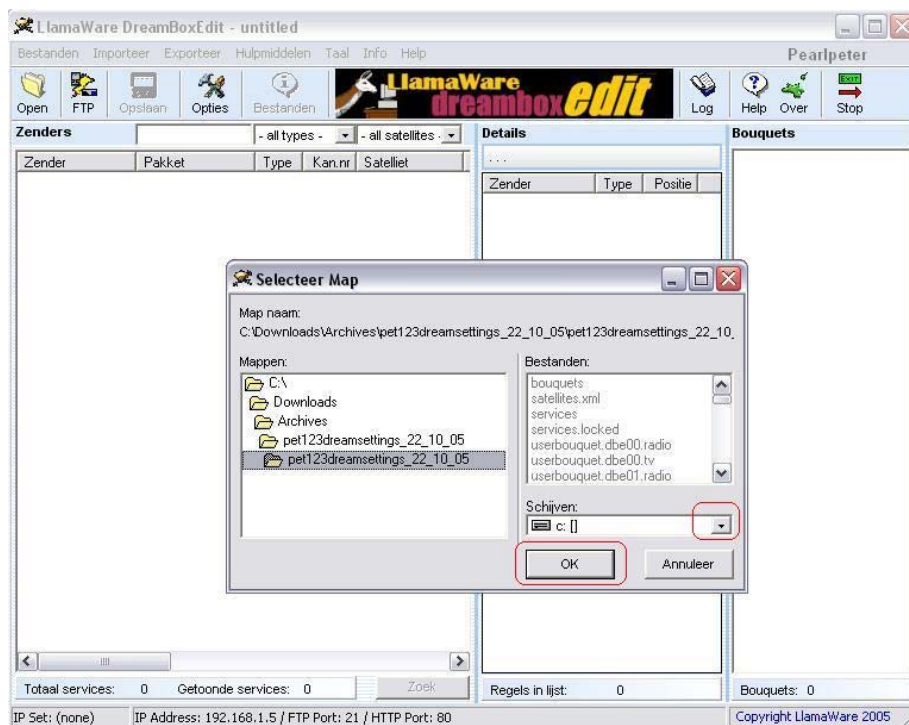 LlamaWare DreamBoxEdit - untitled
Bestanden Importeer Exporteer Hulpmiddelen Taal Info Help
Pearlpeter
Open FTP Opslaan Opties Bestanden
LlamaWare
dreambox edit
Log Help Over
EXIT
Stop
Zenders
- all types -
- all satellites -
Details
Bouquets
Zender Pakket Type Kan.nr Satelliet
. . .
Zender Type Positie
Selecteer Map
Map naam:
C:\Downloads\Archives\pet123dreamsettings_22_10_05\pet123dreamsettings_22_10_
Mappen:
C:\
Downloads
Archives
pet123dreamsettings_22_10_05
pet123dreamsettings_22_10_05
Bestanden:
bouquets
satellites.xml
services
services.locked
userbouquet.dbe00.radio
userbouquet.dbe00.tv
userbouquet.dbe01.radio
Schijven:
c: []
OK
Annuleer
Totaal services: 0 Getoonde services: 0
Zoek
Regels in lijst: 0
Bouquets: 0
IP Set: (none)
IP Address: 192.168.1.5 / FTP Port: 21 / HTTP Port: 80
Copyright LlamaWare 2005